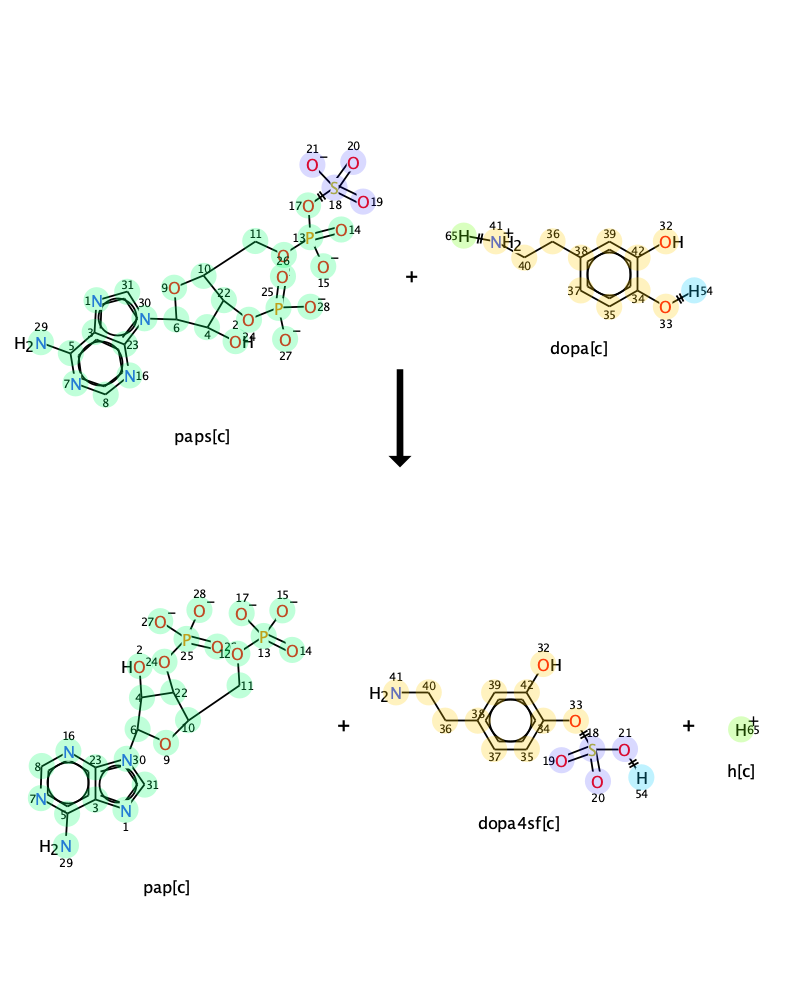 21 O −
20 O
17 O
S 18
O 19
65 H
41 + NH2
36
39
32 OH
11
13 P
O 14
O 26
O − 15
38
42
40
+
10
O
25 P
O − 28
37
34
H 54
31
9 O
22
35
O 33
1 N
30 N
6
2 O
4
OH 24
O − 27
dopa[c]
29 H2N
3
23
5
7 N
N 16
8
paps[c]
28 O −
17 O −
15 O −
27 O −
P 25
O
P 13
O 14
32 OH
2 HO
24 O
12 O
41 H2N
40
39
42
4
22
11
36
38
34
33 O
18 S
21 O
+
+
H + 65
16 N
6
10
37
35
19 O
H 54
8
23
N 30
O 9
O 20
h[c]
7 N
5
3
31
N 1
dopa4sf[c]
H2N 29
pap[c]